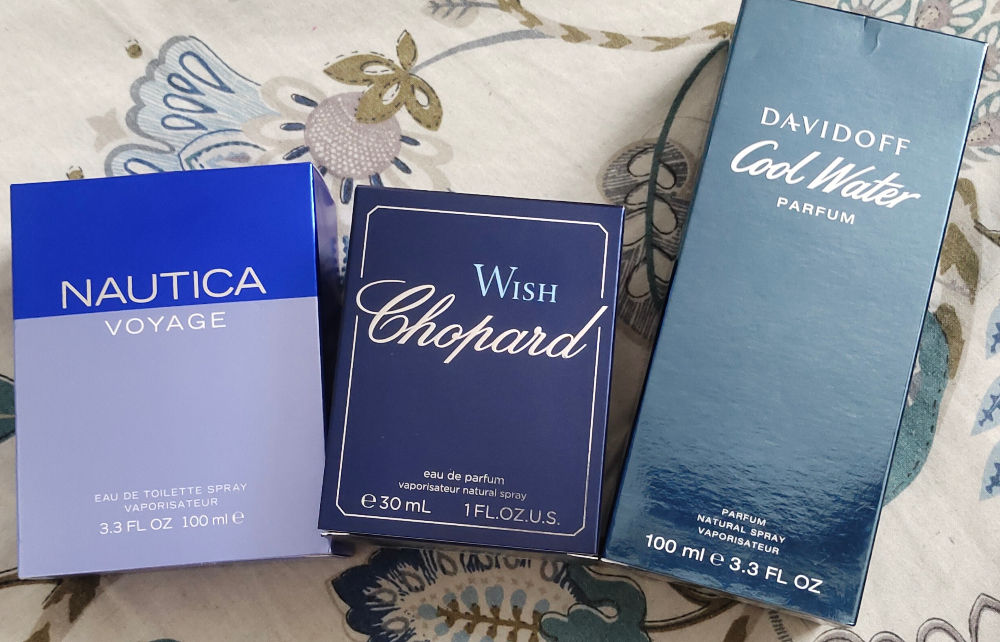 NAUTICA
VOYAGE
EAU DE TOILETTE SPRAY
VAPORISATEUR
3.3 FL OZ 100 ml ℮
WISH
Chopard
eau de parfum
vaporisateur natural spray
℮ 30 mL 1 FL.OZ.U.S.
DAVIDOFF
Cool Water
PARFUM
PARFUM
NATURAL SPRAY
VAPORISATEUR
100 ml ℮ 3.3 FL OZ